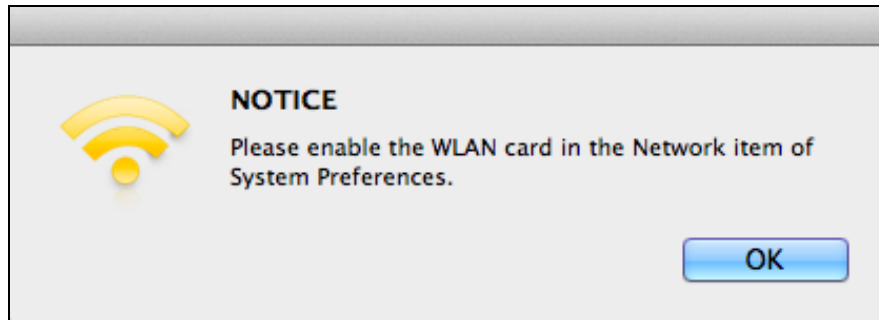 NOTICE
Please enable the WLAN card in the Network item of
System Preferences.
OK